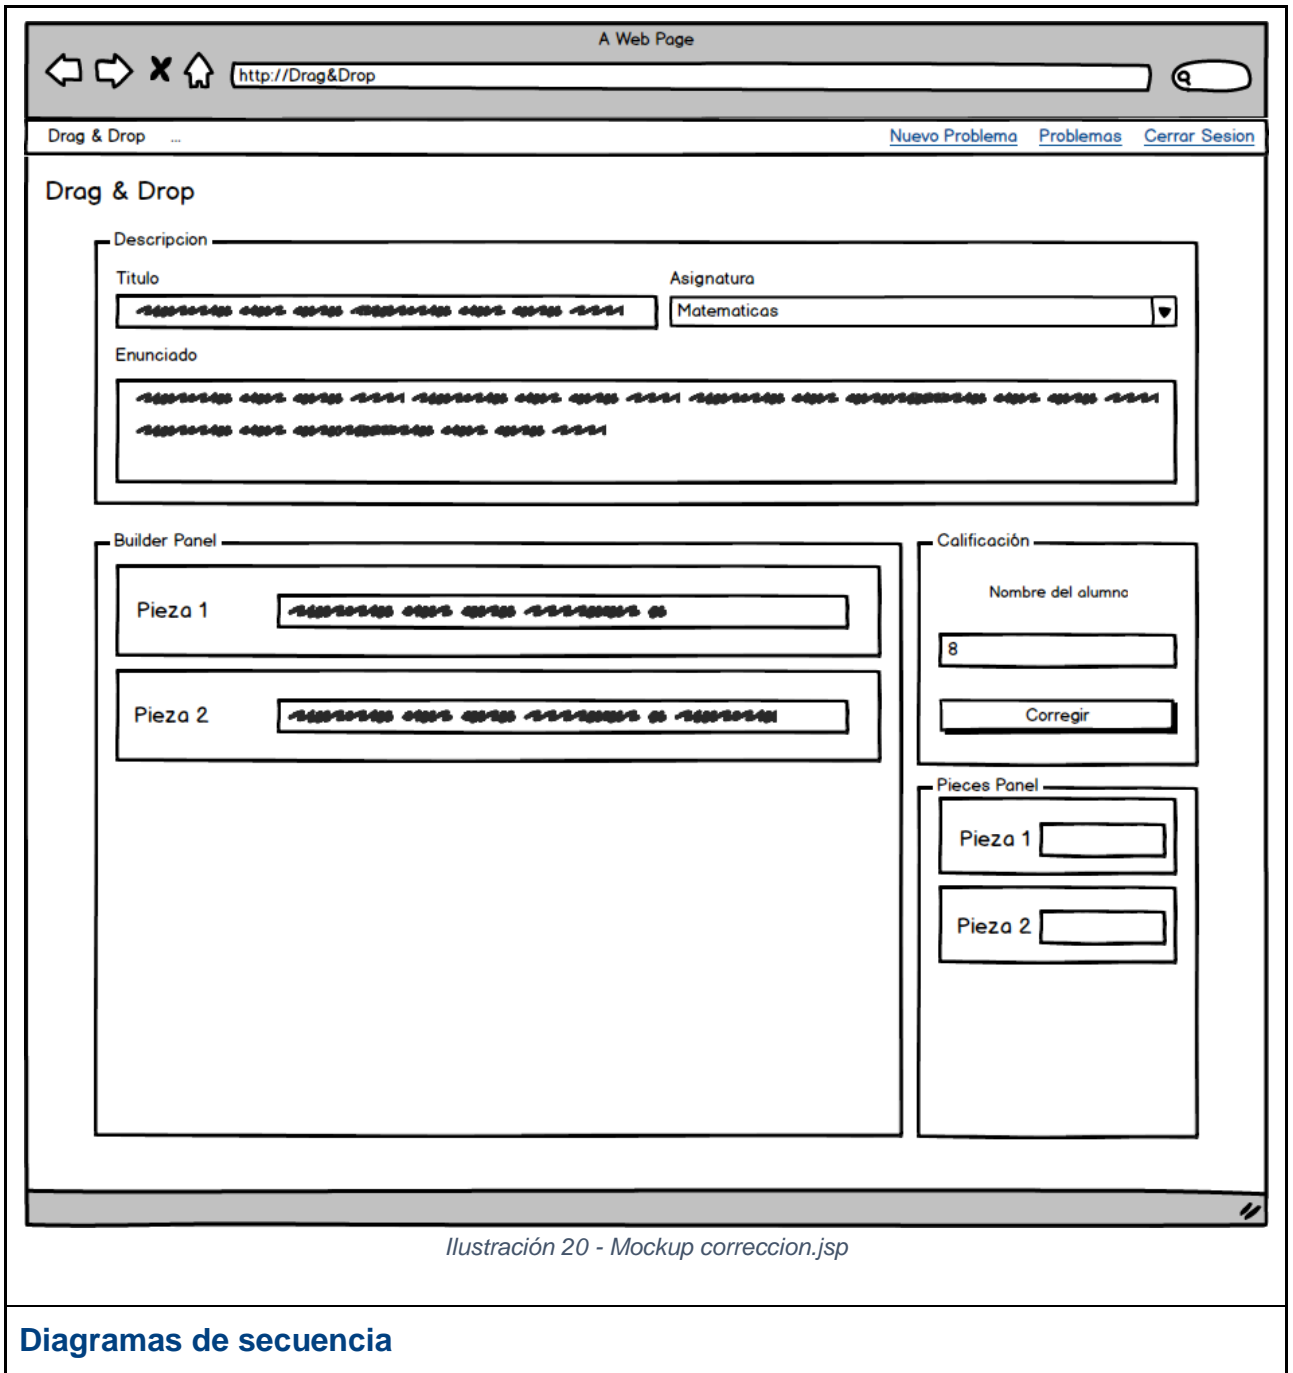 A Web Page
http://Drag&Drop
Drag & Drop ... Nuevo Problema Problemas Cerrar Sesion
Drag & Drop
Descripcion
Titulo Asignatura
Matematicas
Enunciado
Builder Panel Calificación
Nombre del alumno
Pieza 1
8
Pieza 2 Corregir
Pieces Panel
Pieza 1
Pieza 2
Ilustración 20 - Mockup correccion.jsp
Diagramas de secuencia